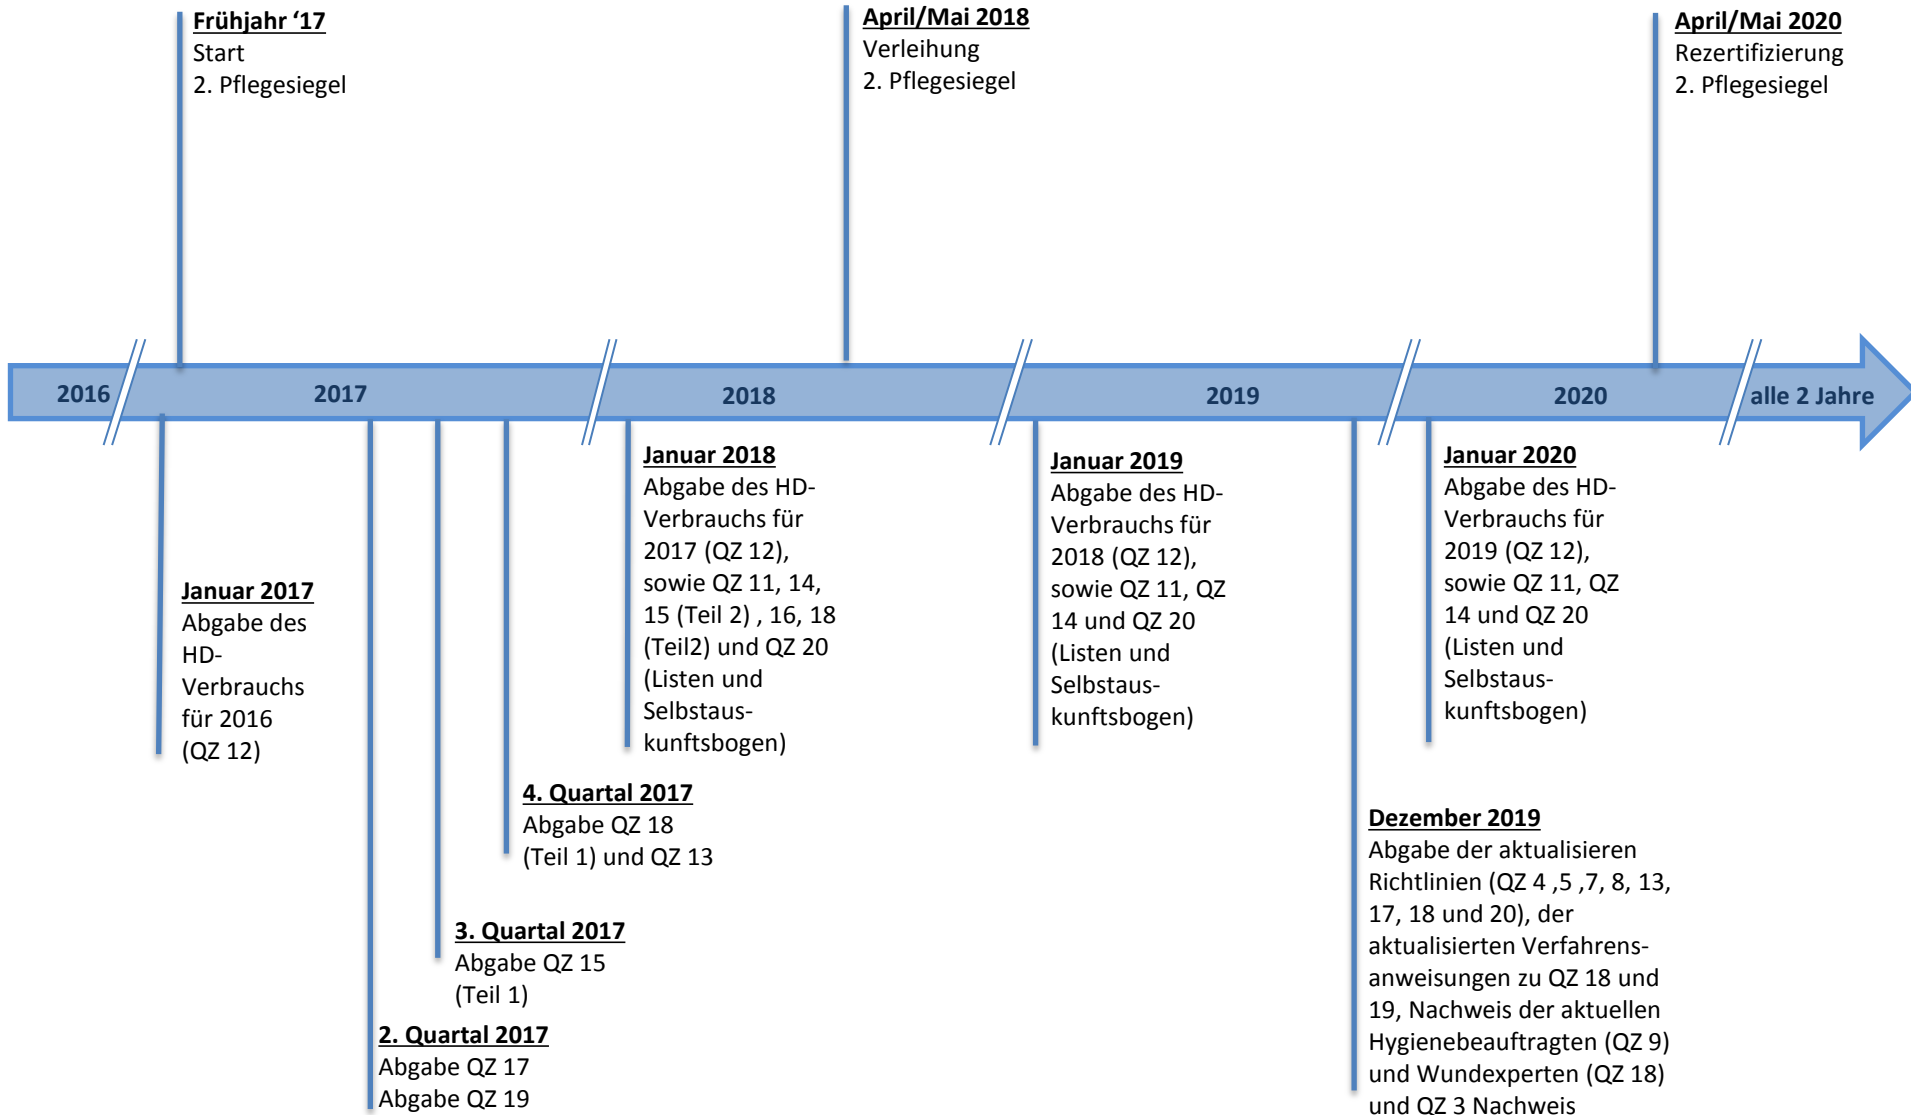 Frühjahr ‘17
Start
2. Pflegesiegel
April/Mai 2018
Verleihung
2. Pflegesiegel
April/Mai 2020
Rezertifizierung
2. Pflegesiegel
2016
2017
2018
2019
2020
alle 2 Jahre
Januar 2017
Abgabe des
HD-
Verbrauchs
für 2016
(QZ 12)
2. Quartal 2017
Abgabe QZ 17
Abgabe QZ 19
3. Quartal 2017
Abgabe QZ 15
(Teil 1)
4. Quartal 2017
Abgabe QZ 18
(Teil 1) und QZ 13
Januar 2018
Abgabe des HD-
Verbrauchs für
2017 (QZ 12),
sowie QZ 11, 14,
15 (Teil 2) , 16, 18
(Teil2) und QZ 20
(Listen und
Selbstaus-
kunftsbogen)
Januar 2019
Abgabe des HD-
Verbrauchs für
2018 (QZ 12),
sowie QZ 11, QZ
14 und QZ 20
(Listen und
Selbstaus-
kunftsbogen)
Dezember 2019
Abgabe der aktualisieren
Richtlinien (QZ 4 ,5 ,7, 8, 13,
17, 18 und 20), der
aktualisierten Verfahrens-
anweisungen zu QZ 18 und
19, Nachweis der aktuellen
Hygienebeauftragten (QZ 9)
und Wundexperten (QZ 18)
und QZ 3 Nachweis
Januar 2020
Abgabe des HD-
Verbrauchs für
2019 (QZ 12),
sowie QZ 11, QZ
14 und QZ 20
(Listen und
Selbstaus-
kunftsbogen)